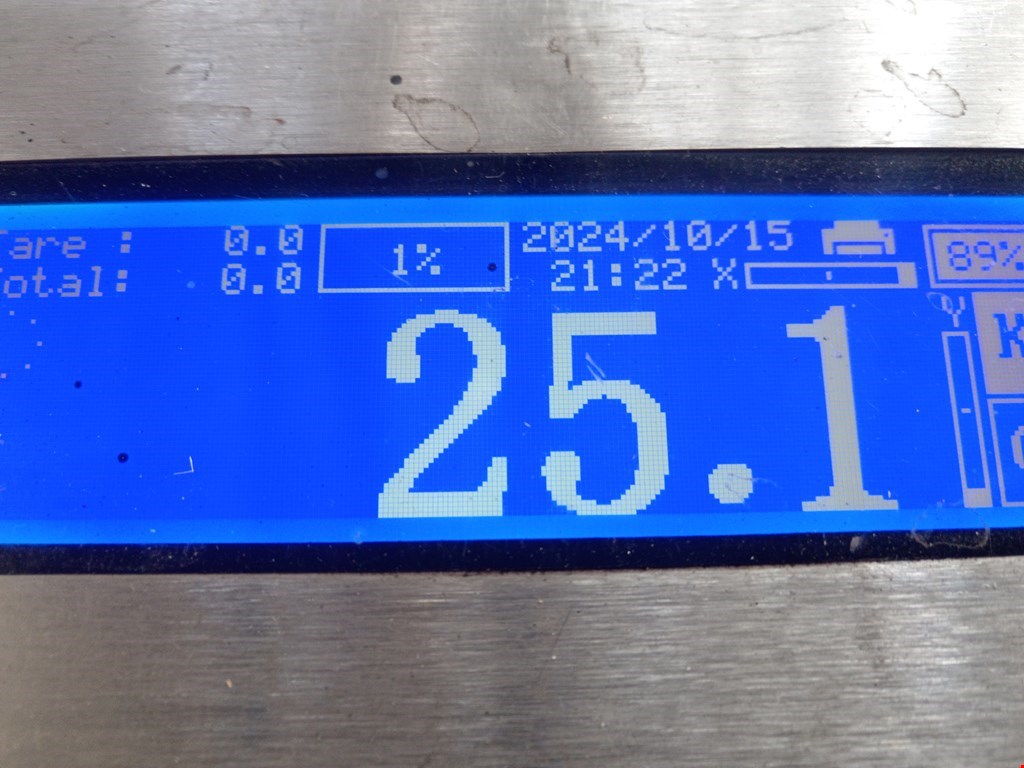 are : 0.0 1% 2024/10/15 89%
otal: 0.0 21:22 X
Y
25.1 K